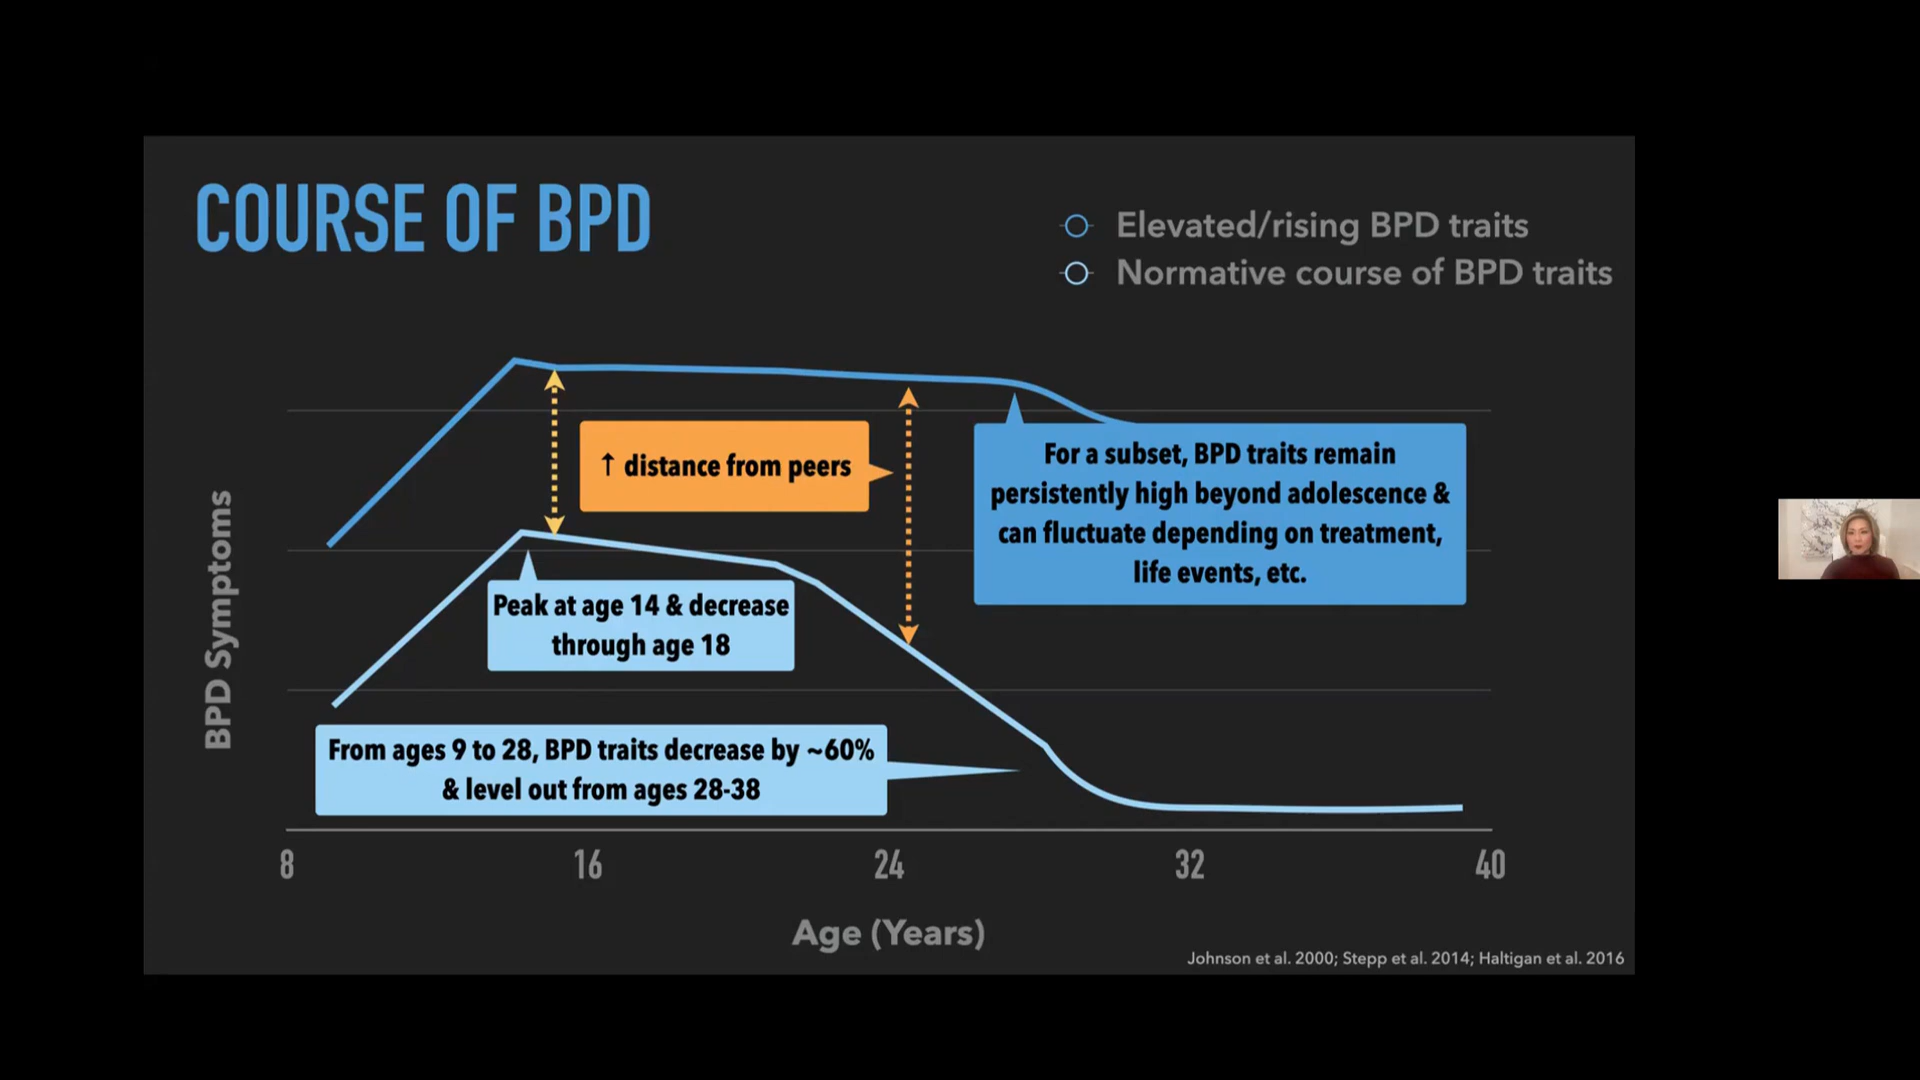 COURSE OF BPD
Elevated/rising BPD traits
Normative course of BPD traits
↑ distance from peers
For a subset, BPD traits remain
persistently high beyond adolescence &
can fluctuate depending on treatment,
life events, etc.
Peak at age 14 & decrease
through age 18
From ages 9 to 28, BPD traits decrease by ~60%
& level out from ages 28-38
BPD Symptoms
8 16 24 32 40
Age (Years)
Johnson et al. 2000; Stepp et al. 2014; Haltigan et al. 2016